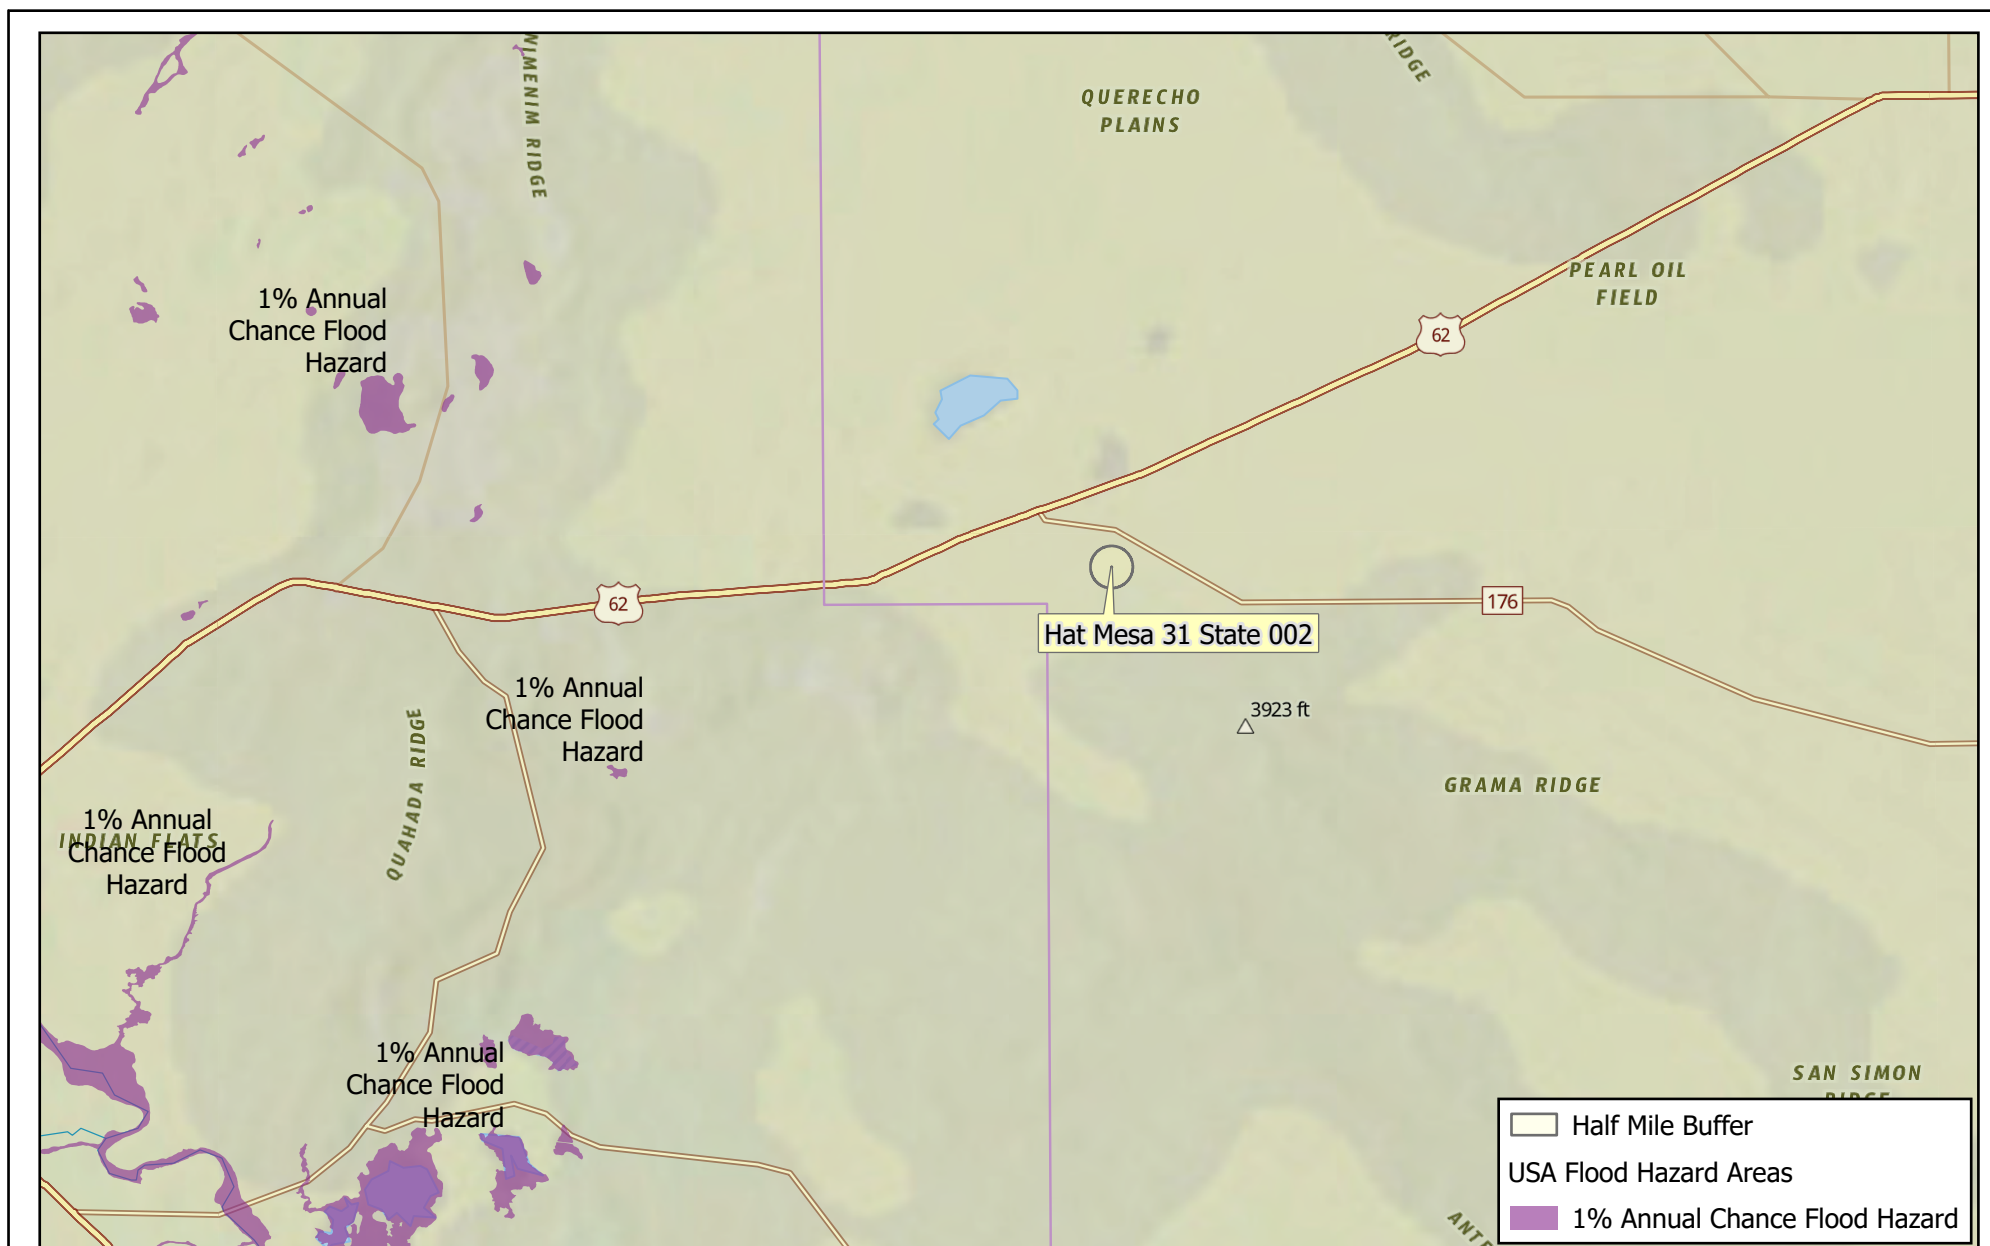 NIMENIM RIDGE
RIDGE
QUERECHO
PLAINS
PEARL OIL
FIELD
1% Annual
Chance Flood
Hazard
62
62
176
Hat Mesa 31 State 002
1% Annual
Chance Flood
Hazard
3923 ft
QUAHADA RIDGE
GRAMA RIDGE
1% Annual
INDIAN FLATS
Chance Flood
Hazard
1% Annual
Chance Flood
Hazard
SAN SIMON
RIDGE
Half Mile Buffer
USA Flood Hazard Areas
1% Annual Chance Flood Hazard